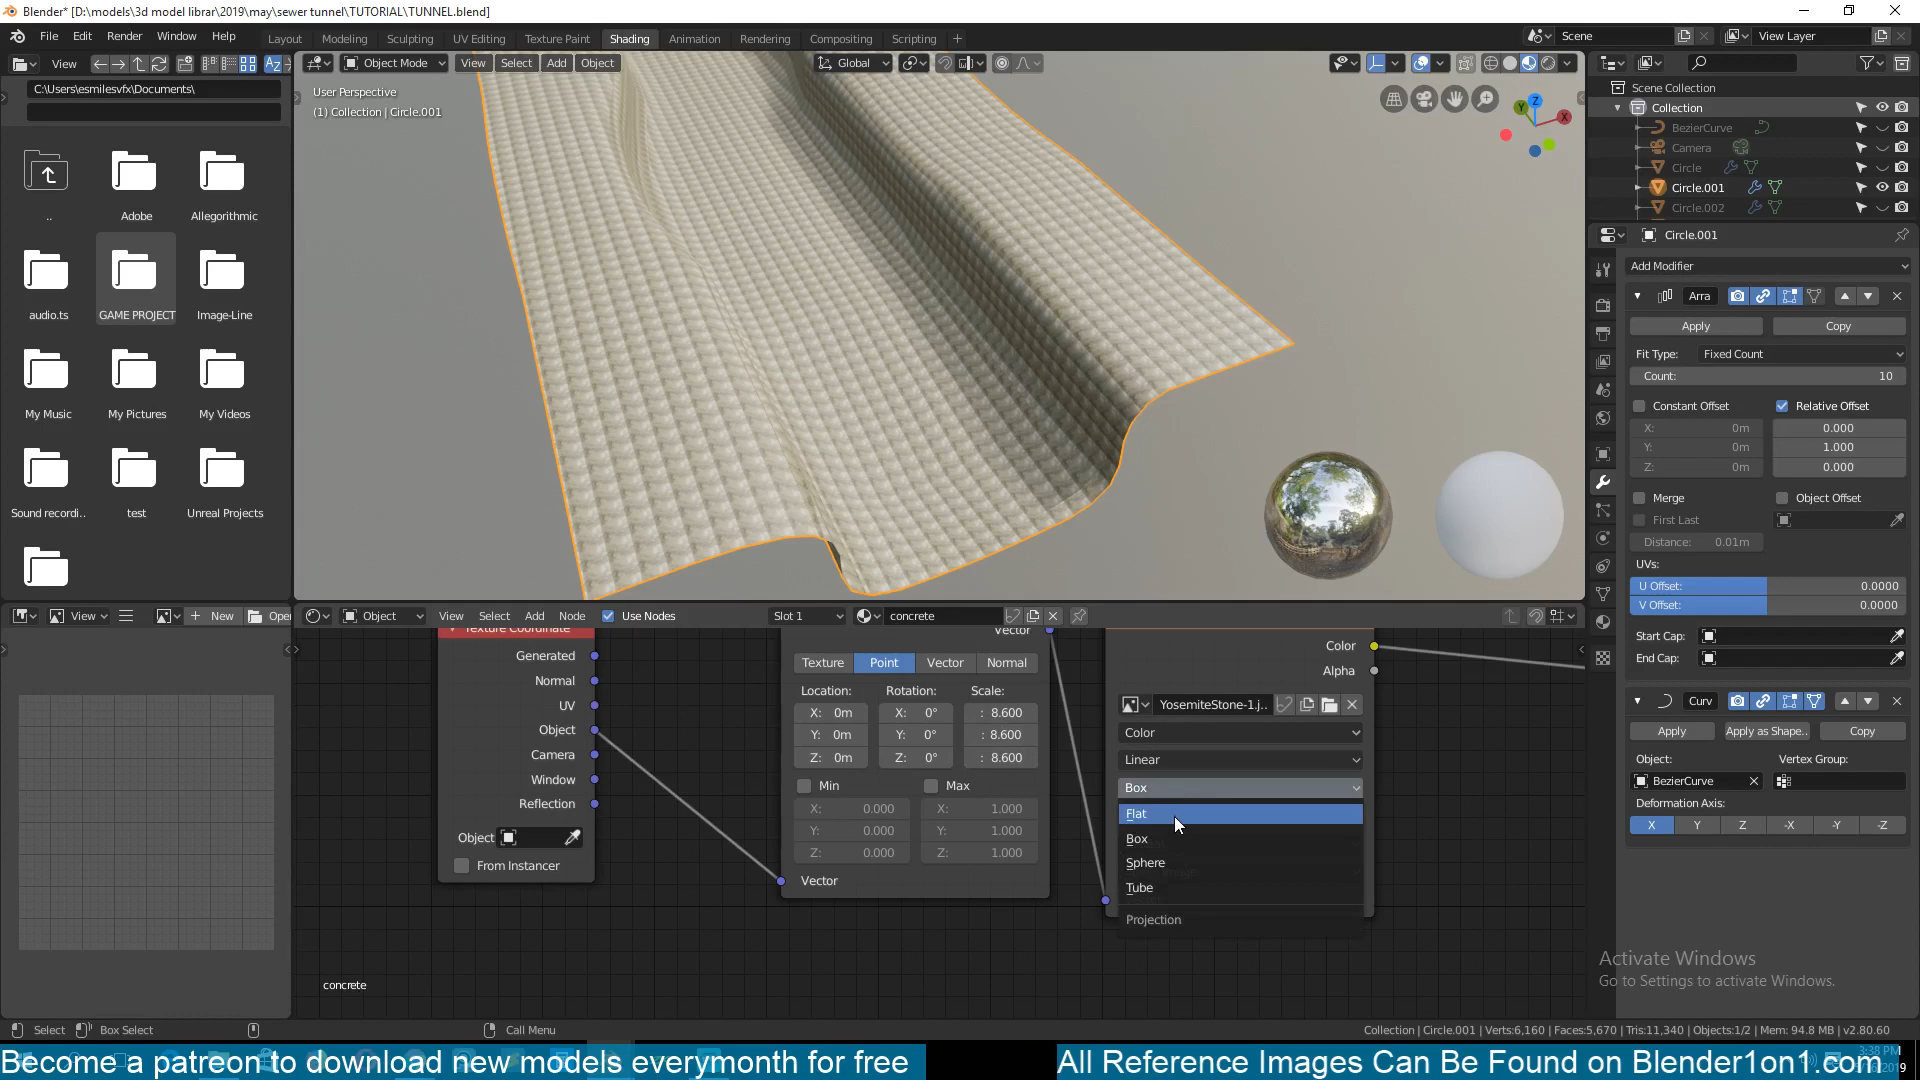 Blender* [D:\models\3d model librar\2019\may\sewer tunnel\TUTORIAL\TUNNEL.blend]
File Edit Render Window Help
Layout Modeling Sculpting UV Editing Texture Paint Shading Animation Rendering Compositing Scripting +
Scene
View Layer
View
C:\Users\esmilesvfx\Documents\
..
Adobe
Allegorithmic
audio.ts
GAME PROJECT
Image-Line
My Music
My Pictures
My Videos
Sound recordi..
test
Unreal Projects
Object Mode View Select Add Object
Global
User Perspective
(1) Collection | Circle.001
X
Y
Z
Scene Collection
Collection
BezierCurve
Camera
Circle
Circle.001
Circle.002
Circle.001
Add Modifier
Arra
Apply Copy
Fit Type: Fixed Count
Count: 10
Constant Offset Relative Offset
X: 0m 0.000
Y: 0m 1.000
Z: 0m 0.000
Merge Object Offset
First Last
Distance: 0.01m
UVs:
U Offset: 0.0000
V Offset: 0.0000
Start Cap:
End Cap:
Curv
Apply Apply as Shape.. Copy
Object: Vertex Group:
BezierCurve
Deformation Axis:
X Y Z -X -Y -Z
View New Open
Object View Select Add Node Use Nodes Slot 1 concrete
Texture Coordinate
Generated
Normal
UV
Object
Camera
Window
Reflection
Object
From Instancer
Vector
Texture Point Vector Normal
Location: Rotation: Scale:
X: 0m X: 0° : 8.600
Y: 0m Y: 0° : 8.600
Z: 0m Z: 0° : 8.600
Min Max
X: 0.000 X: 1.000
Y: 0.000 Y: 1.000
Z: 0.000 Z: 1.000
Vector
Color
Alpha
YosemiteStone-1.j..
Color
Linear
Box
Flat
Box
Sphere
Tube
Projection
concrete
Activate Windows
Go to Settings to activate Windows.
Select Box Select Call Menu
Collection | Circle.001 | Verts:6,160 | Faces:5,670 | Tris:11,340 | Objects:1/2 | Mem: 94.8 MB | v2.80.60
Become a patreon to download new models everymonth for free
All Reference Images Can Be Found on Blender1on1.com
3:38 PM